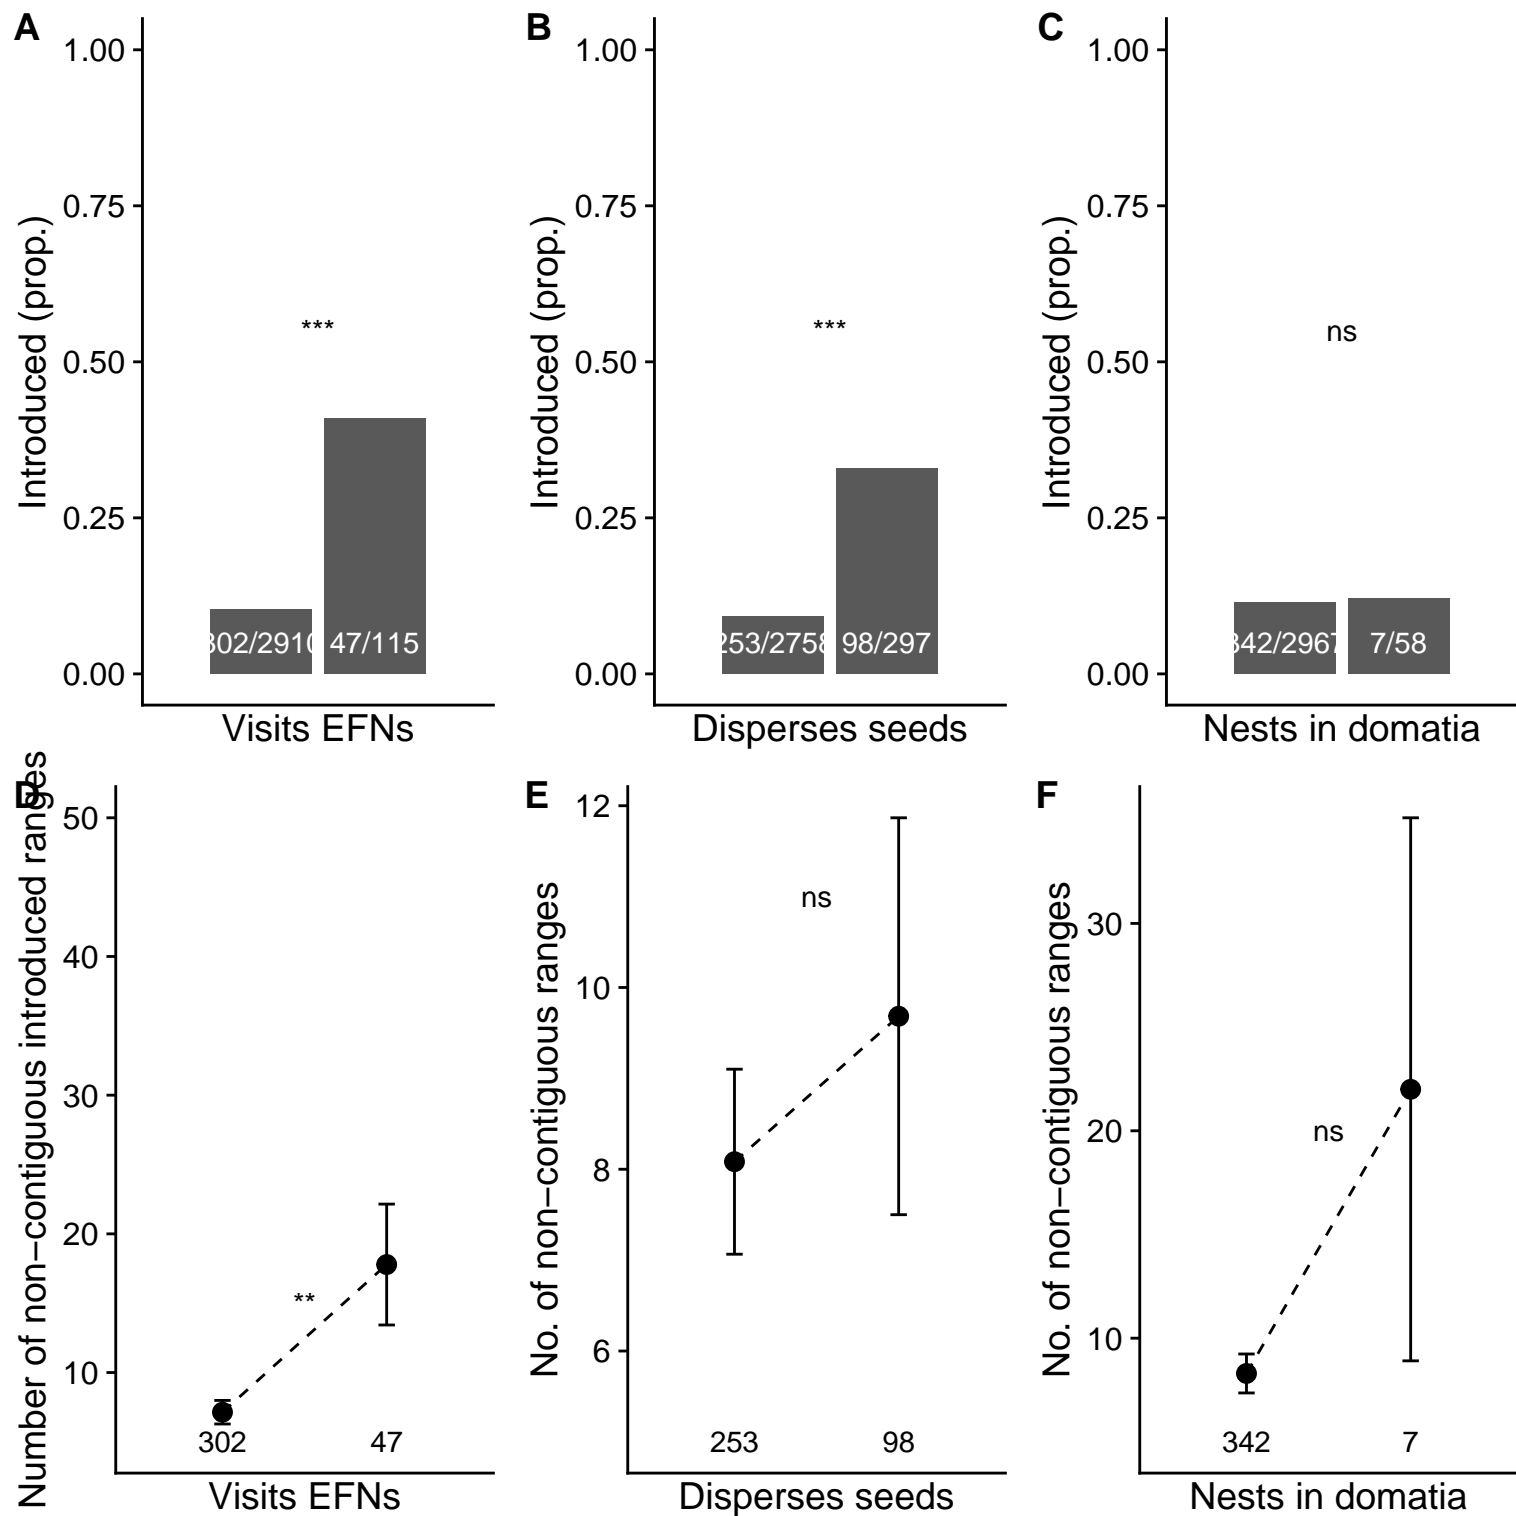 A
1.00
0.75
0.50
0.25
0.00
Introduced (prop.)
***
302/2910
47/115
Visits EFNs
B
1.00
0.75
0.50
0.25
0.00
Introduced (prop.)
***
253/2758
98/297
Disperses seeds
C
1.00
0.75
0.50
0.25
0.00
Introduced (prop.)
ns
342/2967
7/58
Nests in domatia
D
50
40
30
20
10
Number of non−contiguous introduced ranges
**
302
47
Visits EFNs
E
12
10
8
6
No. of non−contiguous ranges
ns
253
98
Disperses seeds
F
30
20
10
No. of non−contiguous ranges
ns
342
7
Nests in domatia